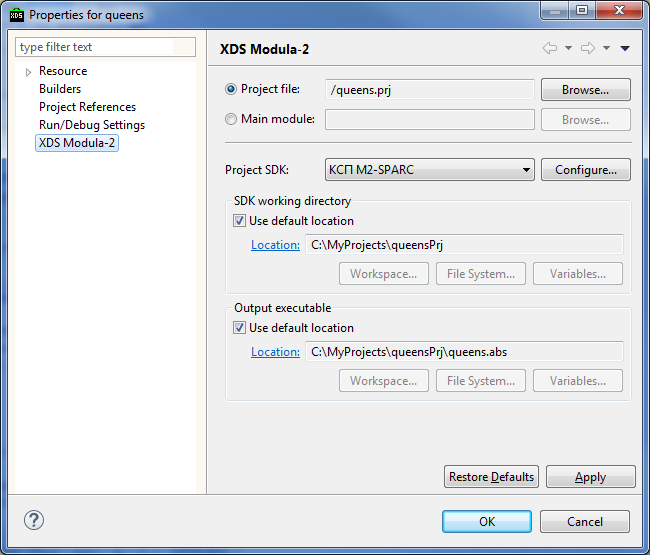 Properties for queens
type filter text
Resource
Builders
Project References
Run/Debug Settings
XDS Modula-2
XDS Modula-2
Project file: /queens.prj Browse...
Main module: Browse...
Project SDK: КСП M2-SPARC Configure...
SDK working directory
Use default location
Location: C:\MyProjects\queensPrj
Workspace... File System... Variables...
Output executable
Use default location
Location: C:\MyProjects\queensPrj\queens.abs
Workspace... File System... Variables...
Restore Defaults Apply
? OK Cancel